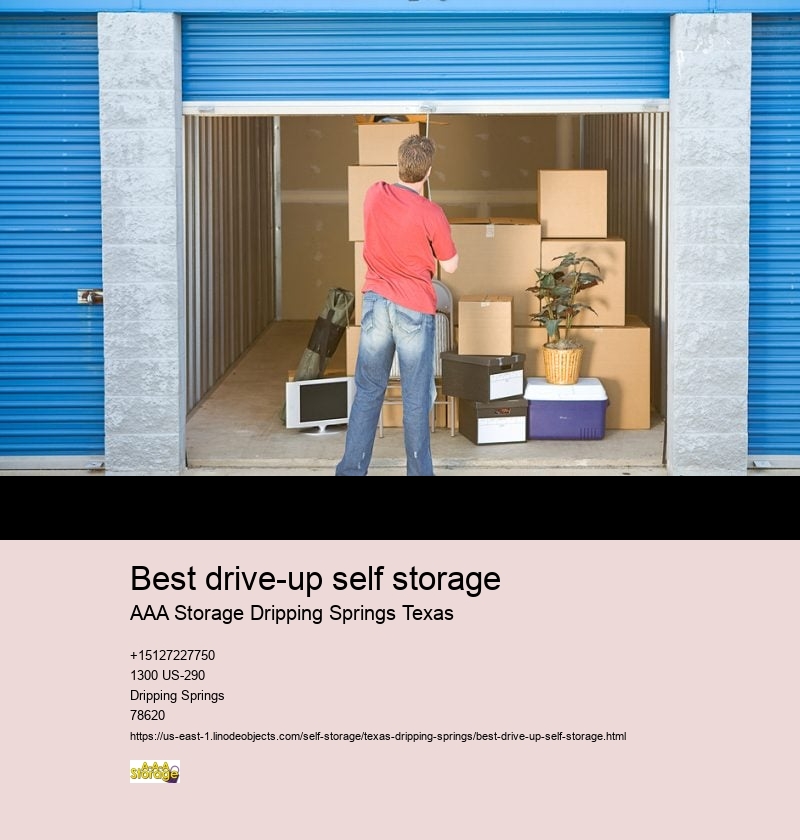 Best drive-up self storage
AAA Storage Dripping Springs Texas
+15127227750
1300 US-290
Dripping Springs
78620
https://us-east-1.linodeobjects.com/self-storage/texas-dripping-springs/best-drive-up-self-storage.html
AAA
Storage